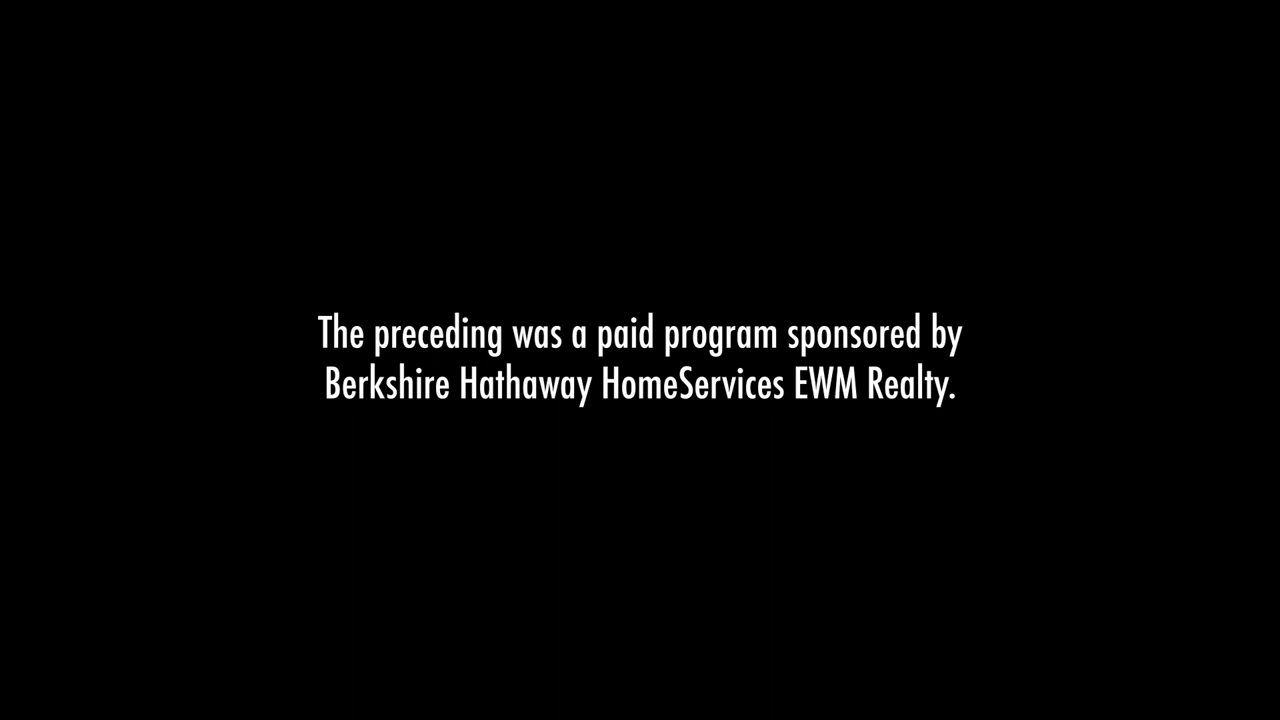 The preceding was a paid program sponsored by
Berkshire Hathaway HomeServices EWM Realty.